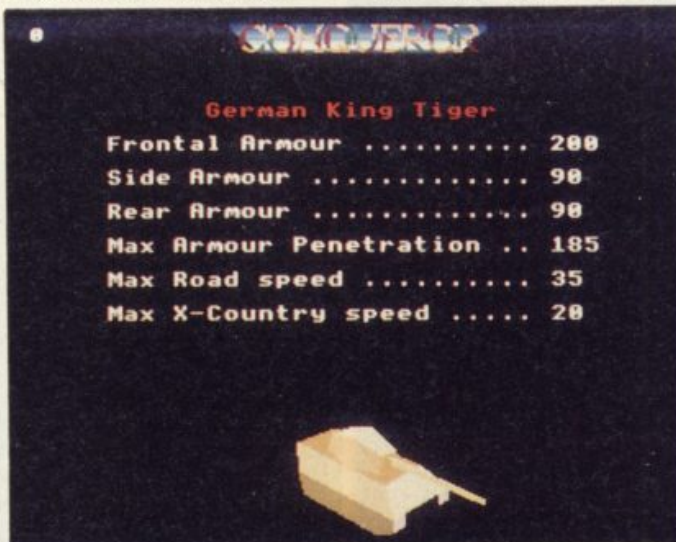 0
CONQUEROR
German King Tiger
Frontal Armour .......... 200
Side Armour ............. 90
Rear Armour ............. 90
Max Armour Penetration .. 185
Max Road speed .......... 35
Max X-Country speed ..... 20